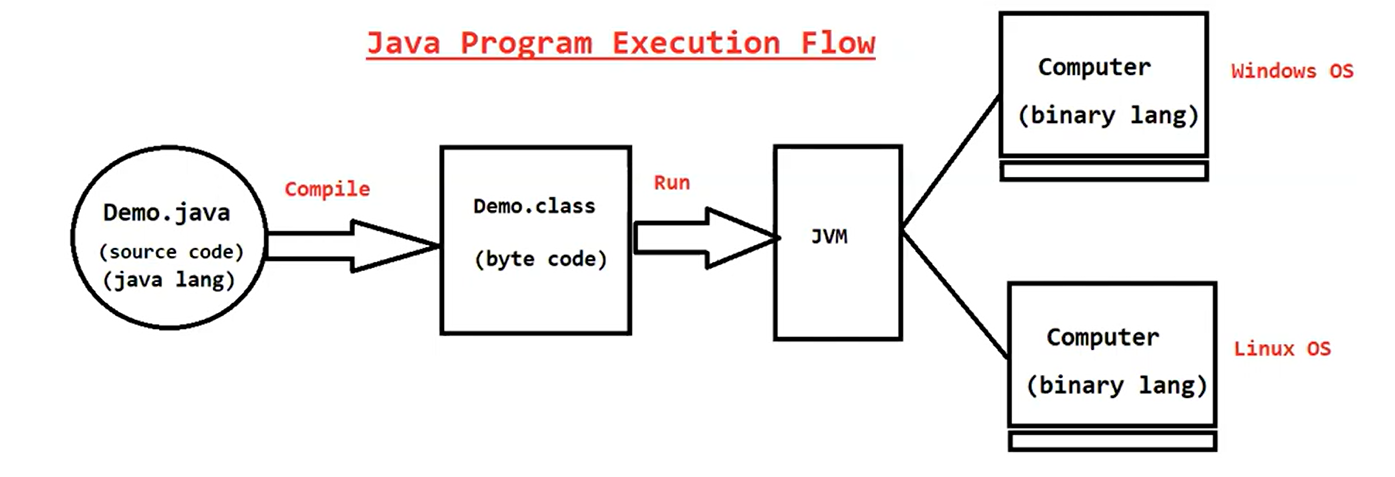 Java Program Execution Flow
Demo.java
(source code)
(java lang)
Compile
Demo.class
(byte code)
Run
JVM
Computer
(binary lang)
Windows OS
Computer
(binary lang)
Linux OS